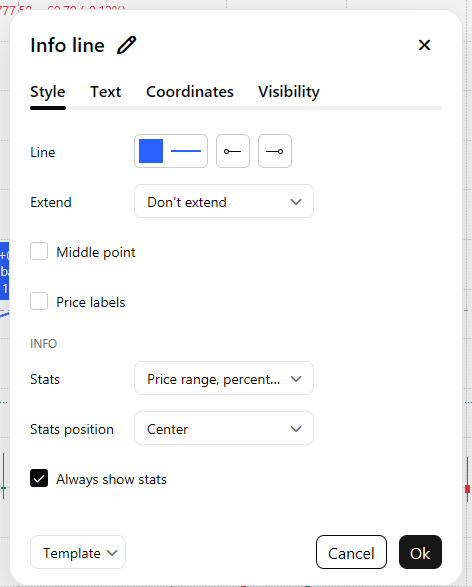 Info line
Style Text Coordinates Visibility
Line
Extend Don't extend
Middle point
Price labels
INFO
Stats Price range, percent...
Stats position Center
Always show stats
Template Cancel Ok